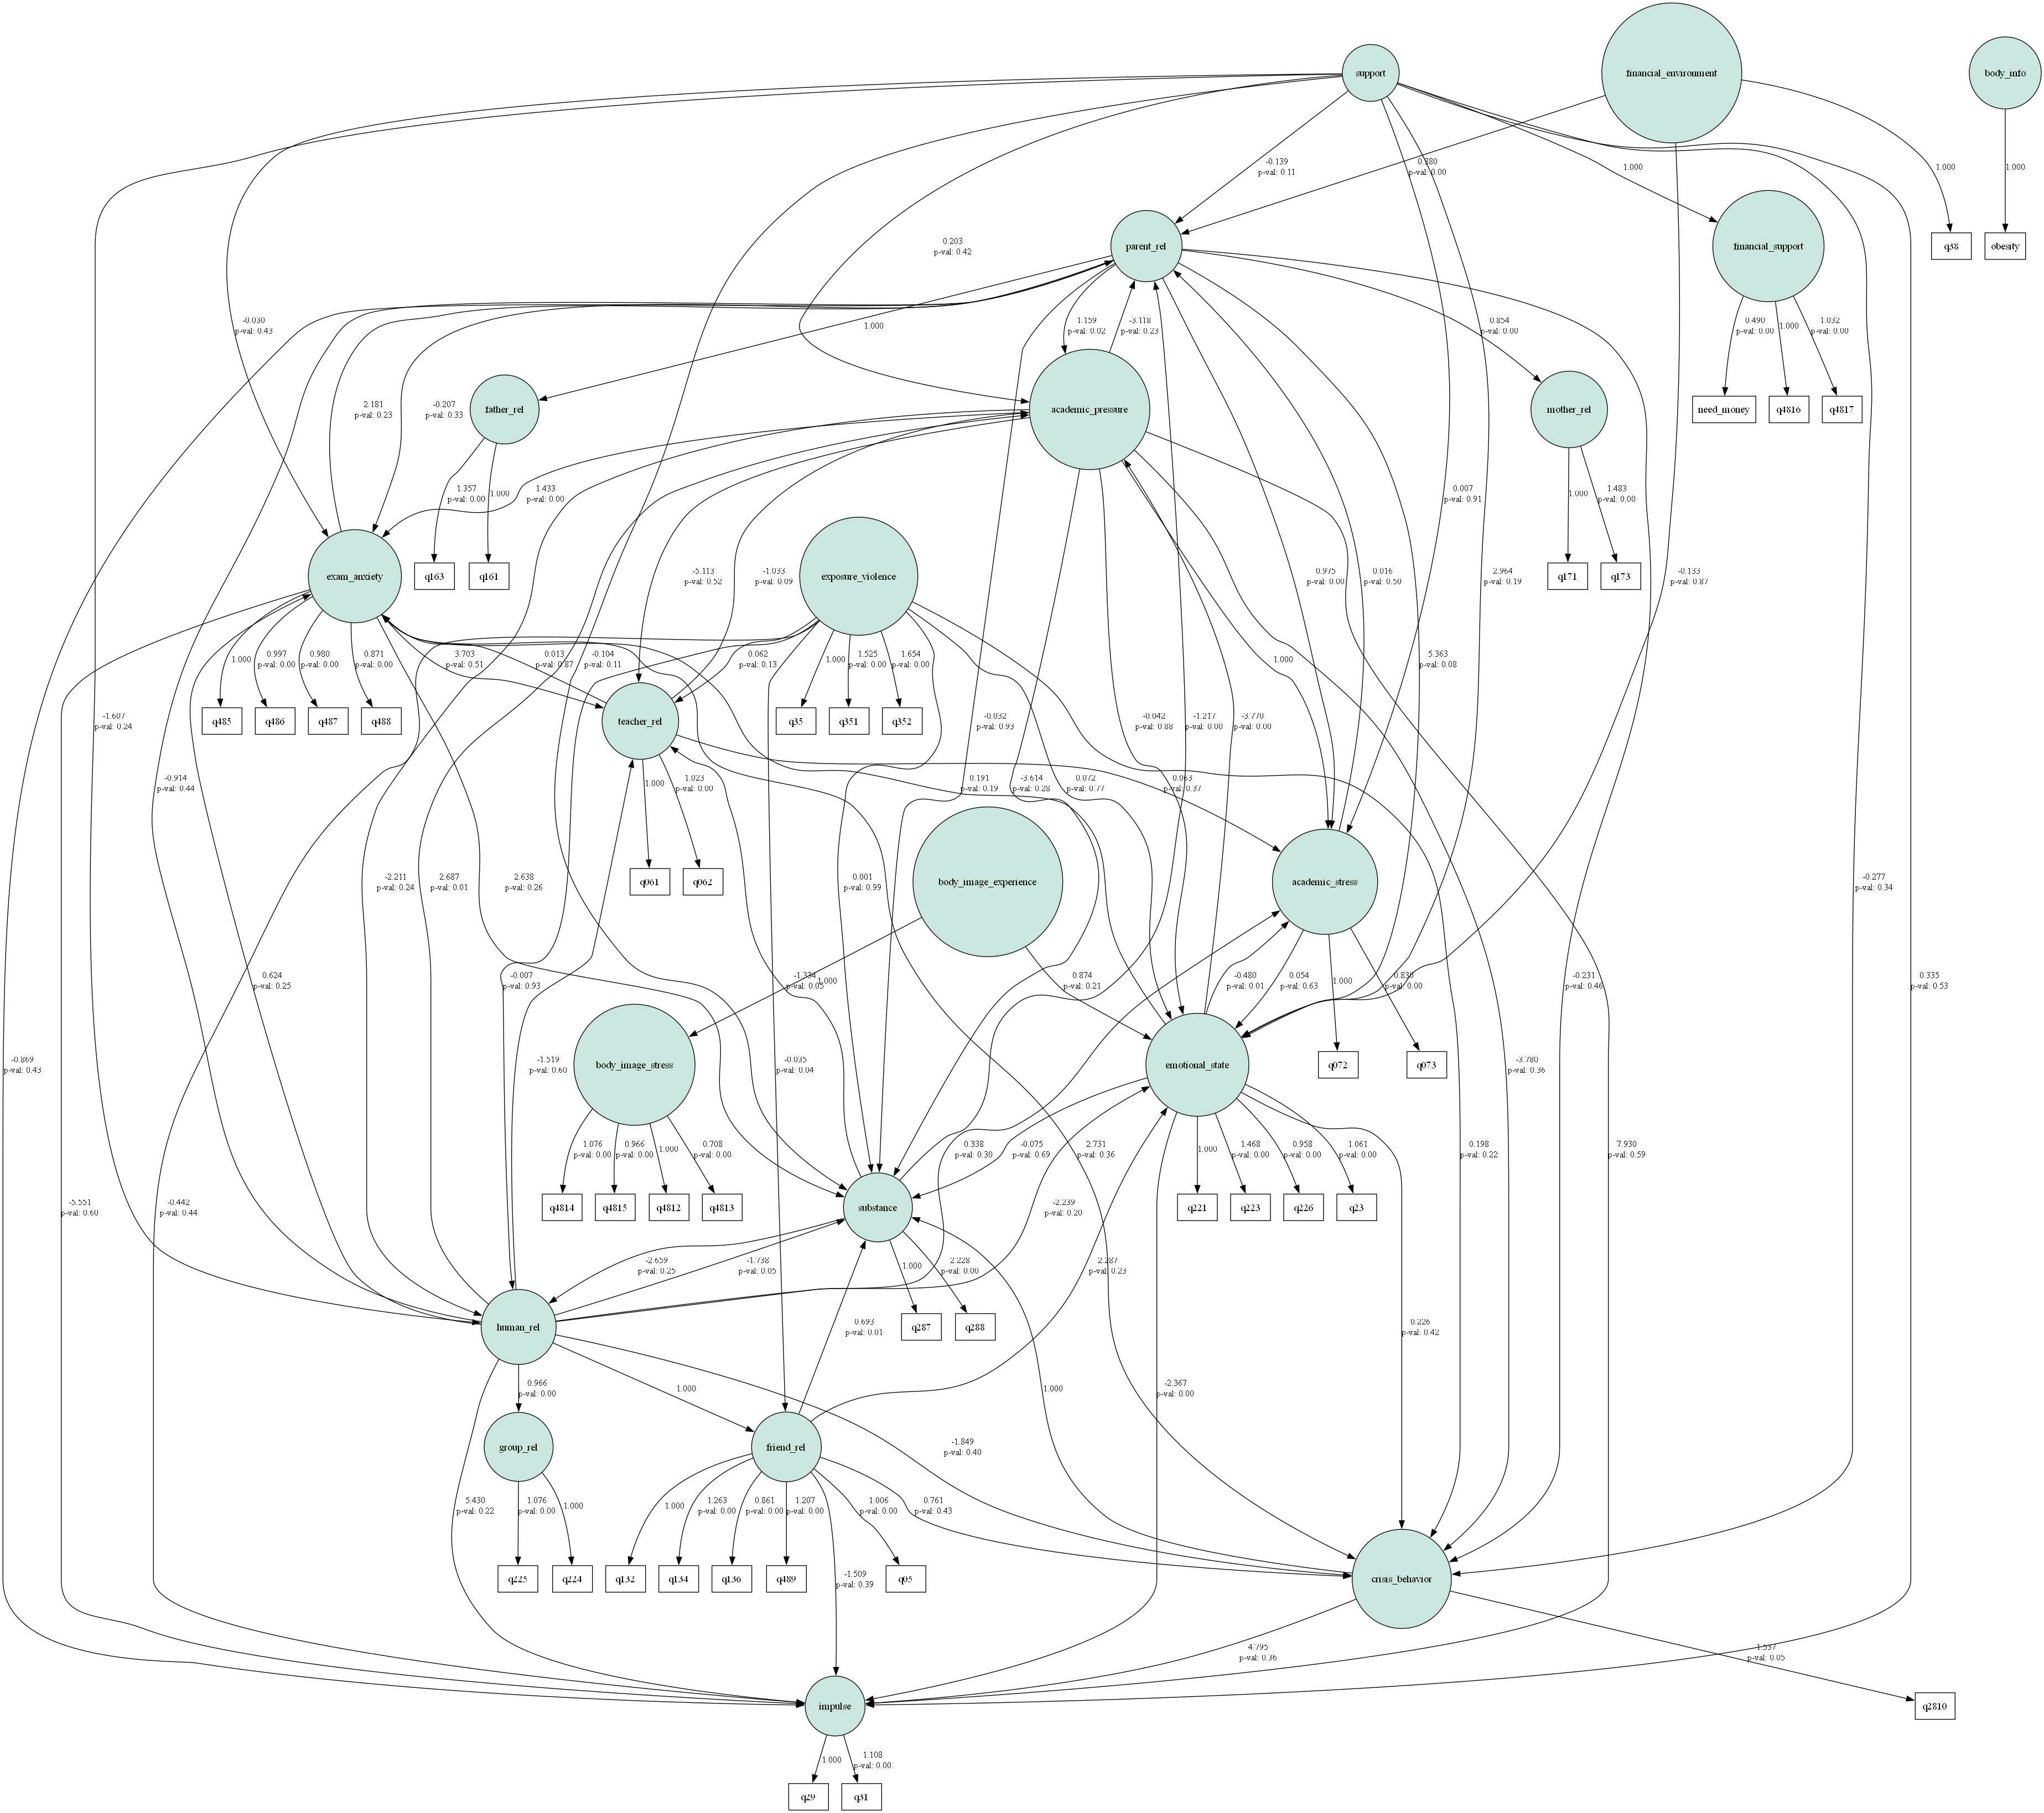 support
financial_environment
body_info
-0.139
p-val: 0.11
0.380
p-val: 0.00
1.000
1.000
1.000
parent_rel
financial_support
q38
obesity
0.203
p-val: 0.42
-0.030
p-val: 0.43
1.000
1.159
p-val: 0.02
-3.118
p-val: 0.23
0.854
p-val: 0.00
0.490
p-val: 0.00
1.000
1.032
p-val: 0.00
2.181
p-val: 0.23
-0.207
p-val: 0.33
father_rel
academic_pressure
mother_rel
need_money
q4816
q4817
1.357
p-val: 0.00
1.000
1.433
p-val: 0.00
0.007
p-val: 0.91
1.000
1.483
p-val: 0.00
exam_anxiety
q163
q161
-5.113
p-val: 0.52
-1.033
p-val: 0.09
exposure_violence
0.975
p-val: 0.00
0.016
p-val: 0.50
2.964
p-val: 0.19
q171
q173
-0.133
p-val: 0.87
1.000
0.997
p-val: 0.00
0.980
p-val: 0.00
0.871
p-val: 0.00
3.703
p-val: 0.51
0.013
p-val: 0.87
-0.104
p-val: 0.11
0.062
p-val: 0.13
1.000
1.525
p-val: 0.00
1.654
p-val: 0.00
1.000
5.363
p-val: 0.08
-1.607
p-val: 0.24
q485
q486
q487
q488
teacher_rel
q35
q351
q352
-0.032
p-val: 0.93
-0.042
p-val: 0.88
-1.217
p-val: 0.00
-3.770
p-val: 0.00
-0.914
p-val: 0.44
1.000
1.023
p-val: 0.00
0.191
p-val: 0.19
-3.614
p-val: 0.28
0.072
p-val: 0.77
0.063
p-val: 0.37
-2.211
p-val: 0.24
2.687
p-val: 0.01
2.638
p-val: 0.26
q061
q062
0.001
p-val: 0.99
body_image_experience
academic_stress
-0.277
p-val: 0.34
0.624
p-val: 0.25
-0.007
p-val: 0.93
-1.334
p-val: 0.05
1.000
0.874
p-val: 0.21
-0.480
p-val: 0.01
0.054
p-val: 0.63
1.000
0.830
p-val: 0.00
-0.231
p-val: 0.46
0.335
p-val: 0.53
-0.869
p-val: 0.43
-1.519
p-val: 0.60
body_image_stress
-0.035
p-val: 0.04
emotional_state
q072
q073
-3.780
p-val: 0.36
1.076
p-val: 0.00
0.966
p-val: 0.00
1.000
0.708
p-val: 0.00
0.338
p-val: 0.30
-0.075
p-val: 0.69
2.731
p-val: 0.36
1.000
1.468
p-val: 0.00
0.958
p-val: 0.00
1.061
p-val: 0.00
0.198
p-val: 0.22
7.930
p-val: 0.59
-5.551
p-val: 0.60
-0.442
p-val: 0.44
q4814
q4815
q4812
q4813
substance
-2.239
p-val: 0.20
q221
q223
q226
q23
-2.659
p-val: 0.25
-1.738
p-val: 0.05
1.000
2.228
p-val: 0.00
2.287
p-val: 0.23
human_rel
0.693
p-val: 0.01
q287
q288
0.226
p-val: 0.42
0.966
p-val: 0.00
1.000
1.000
-2.367
p-val: 0.00
group_rel
friend_rel
-1.849
p-val: 0.40
5.430
p-val: 0.22
1.076
p-val: 0.00
1.000
1.000
1.263
p-val: 0.00
0.861
p-val: 0.00
1.207
p-val: 0.00
1.006
p-val: 0.00
0.761
p-val: 0.43
q225
q224
q132
q134
q136
q489
-1.509
p-val: 0.39
q05
crisis_behavior
4.795
p-val: 0.36
1.537
p-val: 0.05
impulse
q2810
1.000
1.108
p-val: 0.00
q29
q31